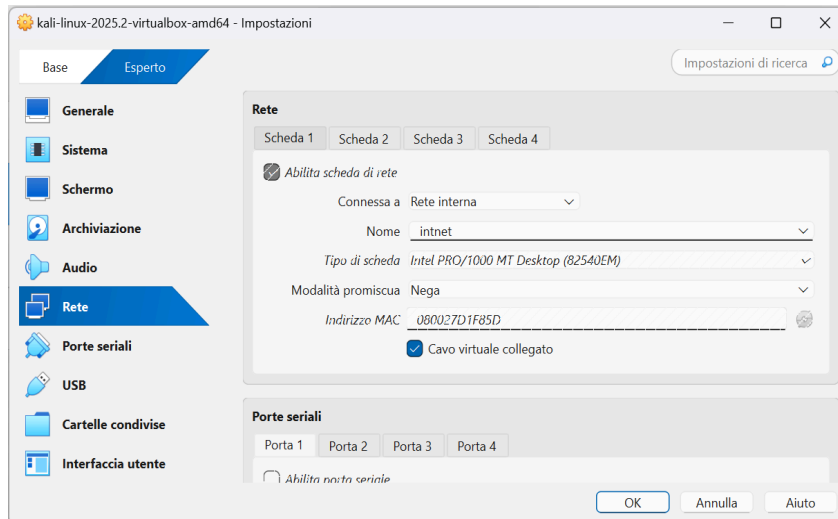 kali-linux-2025.2-virtualbox-amd64 - Impostazioni
Base Esperto Impostazioni di ricerca
Generale
Sistema
Schermo
Archiviazione
Audio
Rete
Porte seriali
USB
Cartelle condivise
Interfaccia utente
Rete
Scheda 1 Scheda 2 Scheda 3 Scheda 4
Abilita scheda di rete
Connessa a Rete interna
Nome intnet
Tipo di scheda Intel PRO/1000 MT Desktop (82540EM)
Modalità promiscua Nega
Indirizzo MAC 080027D1F85D
Cavo virtuale collegato
Porte seriali
Porta 1 Porta 2 Porta 3 Porta 4
Abilita porta seriale
OK Annulla Aiuto